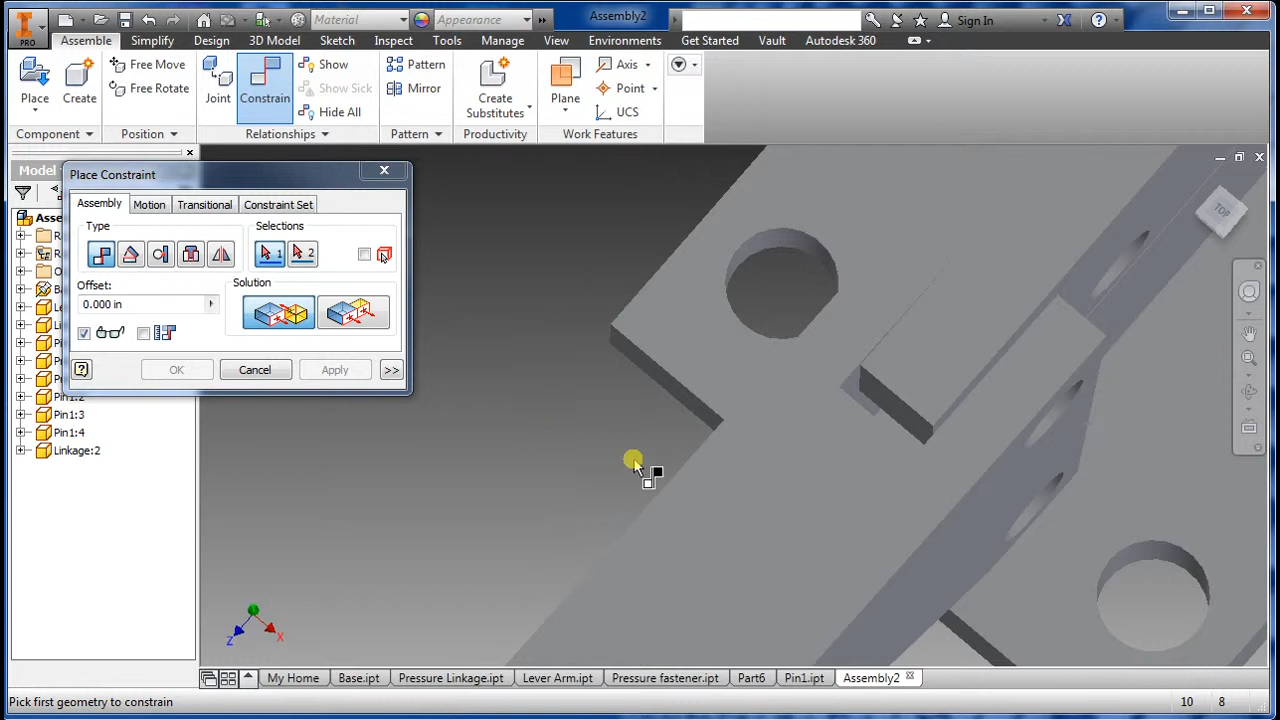 Material
Appearance
Assembly2
Sign In
PRO
Assemble Simplify Design 3D Model Sketch Inspect Tools Manage View Environments Get Started Vault Autodesk 360
Place
Create
Free Move
Free Rotate
Joint
Constrain
Show
Show Sick
Hide All
Pattern
Mirror
Create
Substitutes
Plane
Axis
Point
UCS
Component Position Relationships Pattern Productivity Work Features
Model
Place Constraint
Assembly Motion Transitional Constraint Set
Type
Selections
1 2
Offset:
0.000 in
Solution
OK Cancel Apply >>
Pin1:3
Pin1:4
Linkage:2
TOP
Z X
My Home Base.ipt Pressure Linkage.ipt Lever Arm.ipt Pressure fastener.ipt Part6 Pin1.ipt Assembly2
Pick first geometry to constrain
10 8